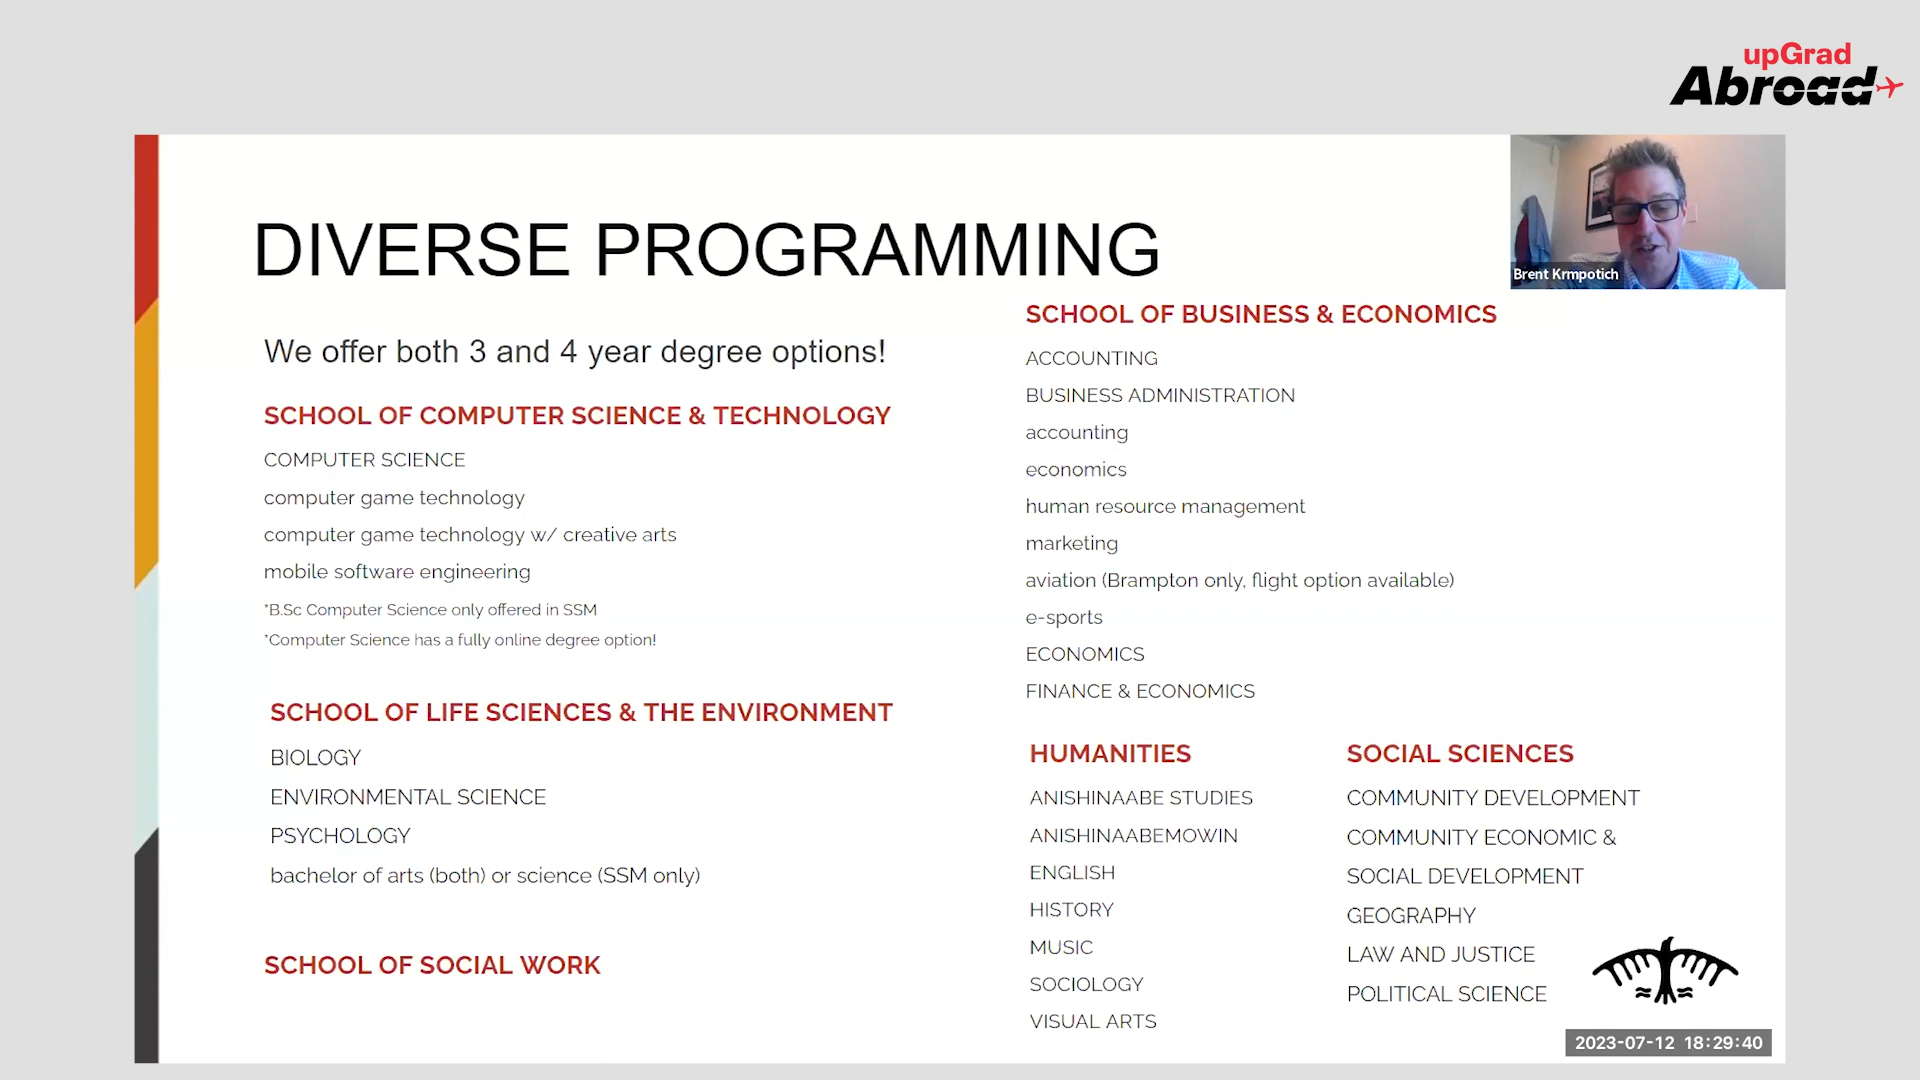 upGrad
Abroad
Brent Krmpotich
DIVERSE PROGRAMMING
We offer both 3 and 4 year degree options!
SCHOOL OF COMPUTER SCIENCE & TECHNOLOGY
COMPUTER SCIENCE
computer game technology
computer game technology w/ creative arts
mobile software engineering
*B.Sc Computer Science only offered in SSM
*Computer Science has a fully online degree option!
SCHOOL OF LIFE SCIENCES & THE ENVIRONMENT
BIOLOGY
ENVIRONMENTAL SCIENCE
PSYCHOLOGY
bachelor of arts (both) or science (SSM only)
SCHOOL OF SOCIAL WORK
SCHOOL OF BUSINESS & ECONOMICS
ACCOUNTING
BUSINESS ADMINISTRATION
accounting
economics
human resource management
marketing
aviation (Brampton only, flight option available)
e-sports
ECONOMICS
FINANCE & ECONOMICS
HUMANITIES
ANISHINAABE STUDIES
ANISHINAABEMOWIN
ENGLISH
HISTORY
MUSIC
SOCIOLOGY
VISUAL ARTS
SOCIAL SCIENCES
COMMUNITY DEVELOPMENT
COMMUNITY ECONOMIC &
SOCIAL DEVELOPMENT
GEOGRAPHY
LAW AND JUSTICE
POLITICAL SCIENCE
2023-07-12 18:29:40